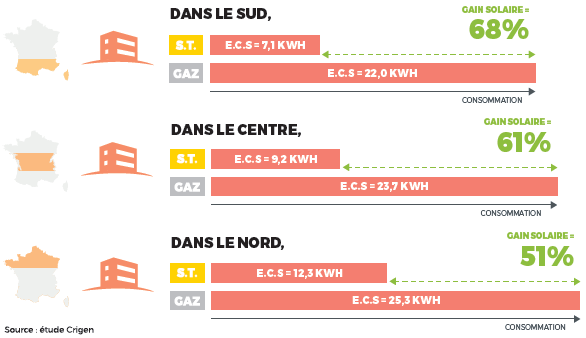 DANS LE SUD,
GAIN SOLAIRE =
68%
S.T. E.C.S = 7,1 KWH
GAZ E.C.S = 22,0 KWH
CONSOMMATION
DANS LE CENTRE,
GAIN SOLAIRE =
61%
S.T. E.C.S = 9,2 KWH
GAZ E.C.S = 23,7 KWH
CONSOMMATION
DANS LE NORD,
GAIN SOLAIRE =
51%
S.T. E.C.S = 12,3 KWH
GAZ E.C.S = 25,3 KWH
CONSOMMATION
Source : étude Crigen